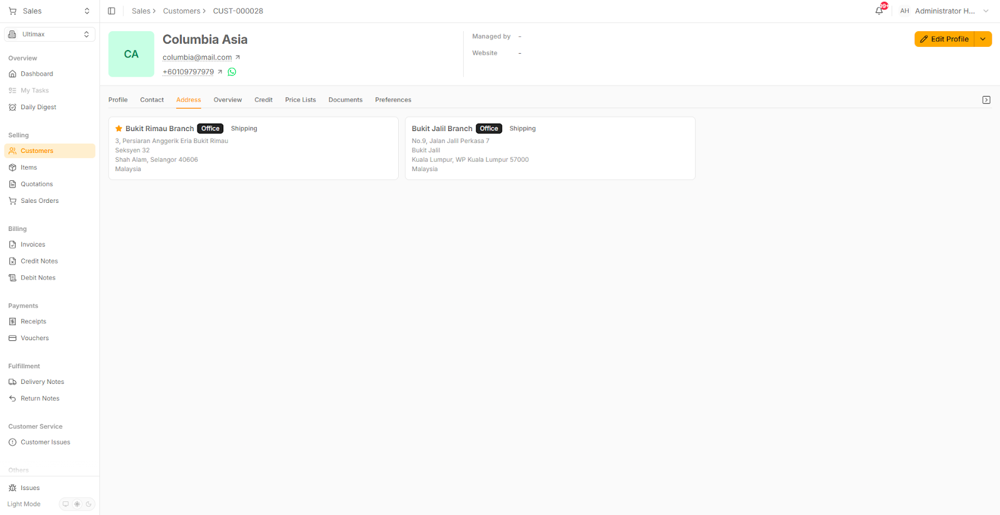 Sales
Ultimax
Overview
Dashboard
My Tasks
Daily Digest
Selling
Customers
Items
Quotations
Sales Orders
Billing
Invoices
Credit Notes
Debit Notes
Payments
Receipts
Vouchers
Fulfillment
Delivery Notes
Return Notes
Customer Service
Customer Issues
Others
Issues
Light Mode
Sales > Customers > CUST-000028
99+
AH Administrator H...
CA
Columbia Asia
columbia@mail.com
+60109797979
Managed by -
Website -
Edit Profile
Profile Contact Address Overview Credit Price Lists Documents Preferences
Bukit Rimau Branch Office Shipping
3, Persiaran Anggerik Eria Bukit Rimau
Seksyen 32
Shah Alam, Selangor 40606
Malaysia
Bukit Jalil Branch Office Shipping
No.9, Jalan Jalil Perkasa 7
Bukit Jalil
Kuala Lumpur, WP Kuala Lumpur 57000
Malaysia